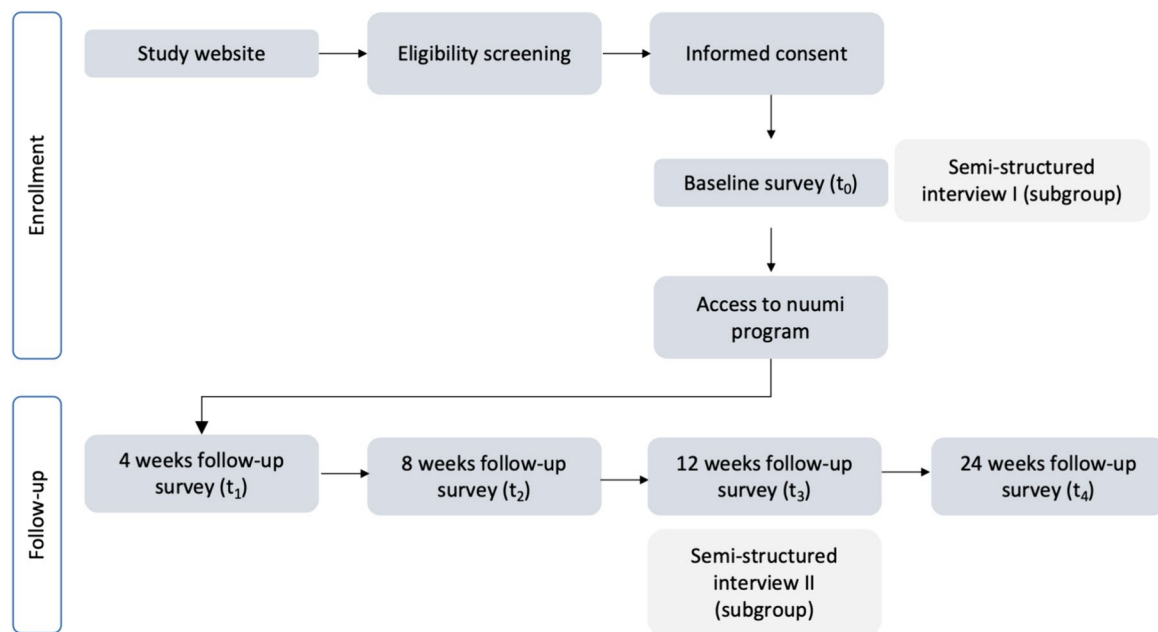 Enrollment
Study website
Eligibility screening
Informed consent
Baseline survey (t₀)
Semi-structured
interview I (subgroup)
Access to nuumi
program
Follow-up
4 weeks follow-up
survey (t₁)
8 weeks follow-up
survey (t₂)
12 weeks follow-up
survey (t₃)
24 weeks follow-up
survey (t₄)
Semi-structured
interview II
(subgroup)